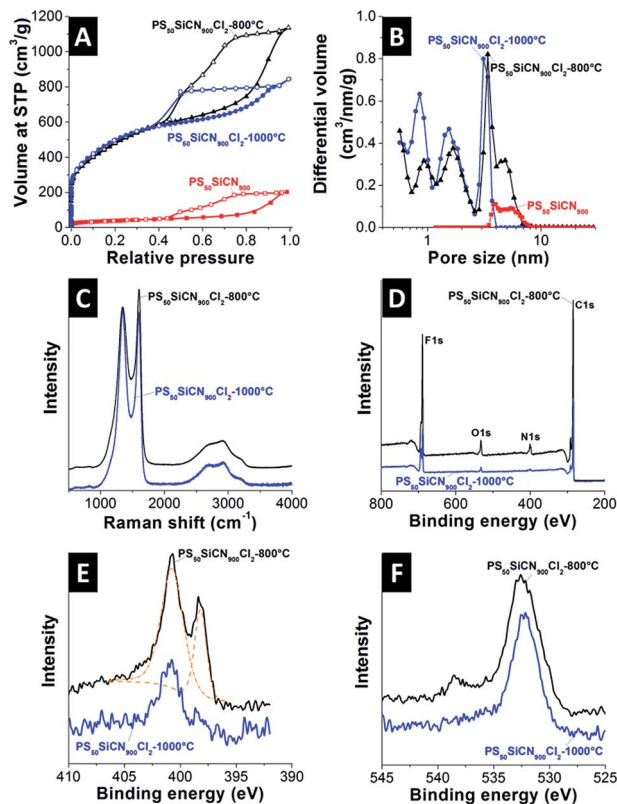 A
Volume at STP (cm³/g)
1200
1000
800
600
400
200
0
PS₅₀SiCN₉₀₀Cl₂-800°C
PS₅₀SiCN₉₀₀Cl₂-1000°C
PS₅₀SiCN₉₀₀
0.0 0.2 0.4 0.6 0.8 1.0
Relative pressure
B
Differential volume
(cm³/nm/g)
1.0
0.8
0.6
0.4
0.2
0.0
PS₅₀SiCN₉₀₀Cl₂-1000°C
PS₅₀SiCN₉₀₀Cl₂-800°C
PS₅₀SiCN₉₀₀
1 10
Pore size (nm)
C
Intensity
PS₅₀SiCN₉₀₀Cl₂-800°C
PS₅₀SiCN₉₀₀Cl₂-1000°C
1000 2000 3000 4000
Raman shift (cm⁻¹)
D
Intensity
PS₅₀SiCN₉₀₀Cl₂-800°C
C1s
F1s
O1s
N1s
PS₅₀SiCN₉₀₀Cl₂-1000°C
800 600 400 200
Binding energy (eV)
E
Intensity
PS₅₀SiCN₉₀₀Cl₂-800°C
PS₅₀SiCN₉₀₀Cl₂-1000°C
410 405 400 395 390
Binding energy (eV)
F
Intensity
PS₅₀SiCN₉₀₀Cl₂-800°C
PS₅₀SiCN₉₀₀Cl₂-1000°C
545 540 535 530 525
Binding energy (eV)